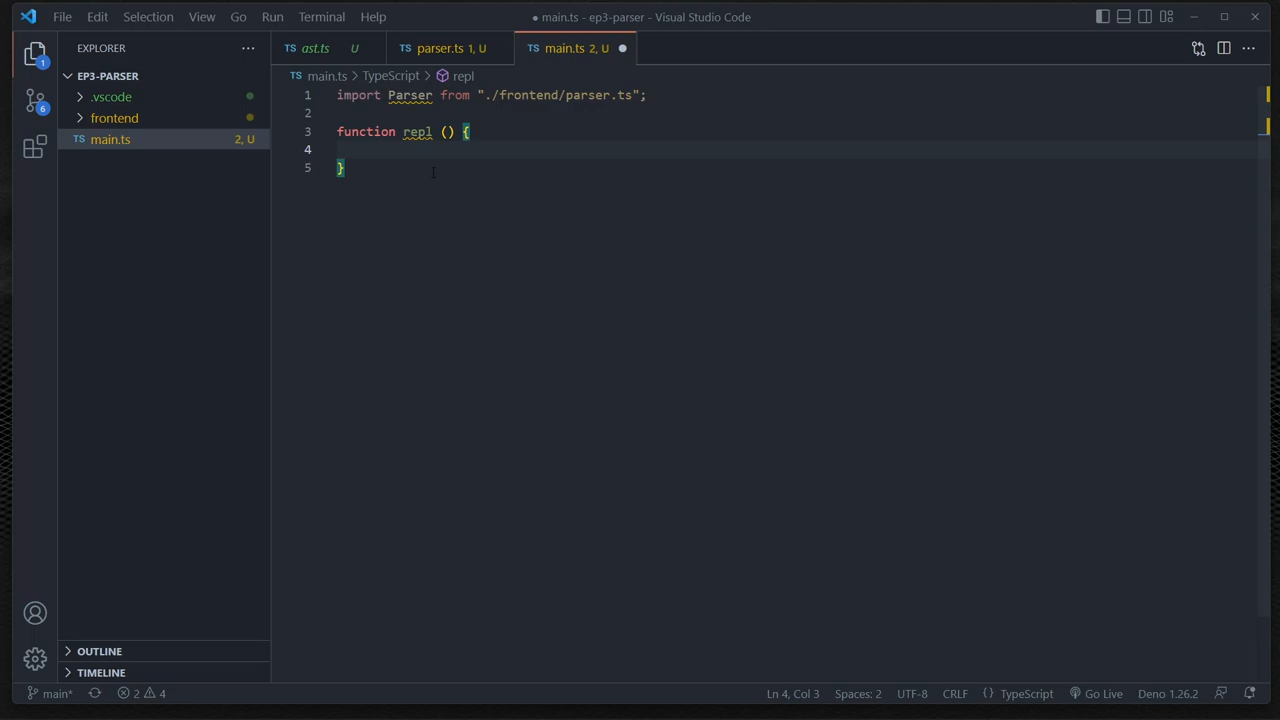 File Edit Selection View Go Run Terminal Help
● main.ts - ep3-parser - Visual Studio Code
EXPLORER
TS ast.ts U
TS parser.ts 1, U
TS main.ts 2, U
EP3-PARSER
TS main.ts > TypeScript > repl
.vscode
frontend
TS main.ts 2, U
1 import Parser from "./frontend/parser.ts";
2
3 function repl () {
4
5 }
OUTLINE
TIMELINE
main* 2 4
Ln 4, Col 3 Spaces: 2 UTF-8 CRLF {} TypeScript Go Live Deno 1.26.2
1
6